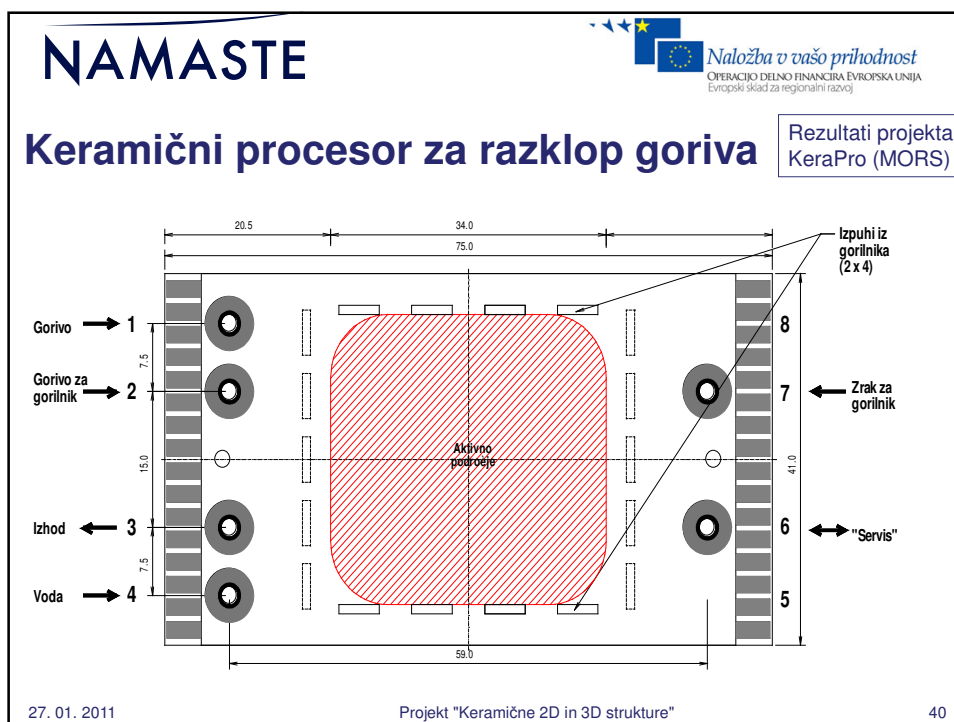 NAMASTE
Naložba v vašo prihodnost
OPERACIJO DELNO FINANCIRA EVROPSKA UNIJA
Evropski sklad za regionalni razvoj
Keramični procesor za razklop goriva
Rezultati projekta
KeraPro (MORS)
20.5
34.0
75.0
Izpuhi iz
gorilnika
(2 x 4)
Gorivo
1
8
7.5
Gorivo za
gorilnik
2
7
Zrak za
gorilnik
Aktivno
podroèje
15.0
41.0
Izhod
3
6
"Servis"
7.5
Voda
4
5
59.0
27. 01. 2011
Projekt "Keramične 2D in 3D strukture"
40